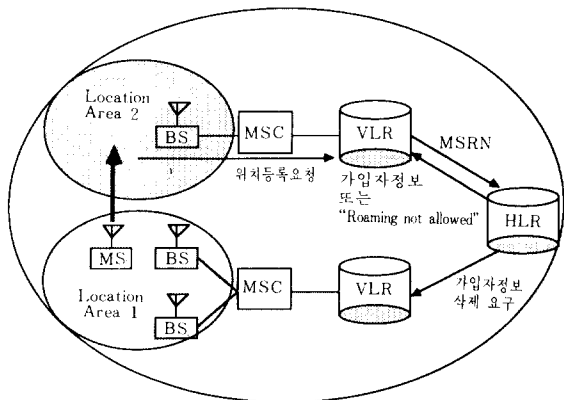 Location
Area 2
BS
MSC
VLR
MSRN
위치등록요청
가입자정보
또는
“Roaming not allowed”
HLR
MS
BS
Location
Area 1
BS
MSC
VLR
가입자정보
삭제 요구